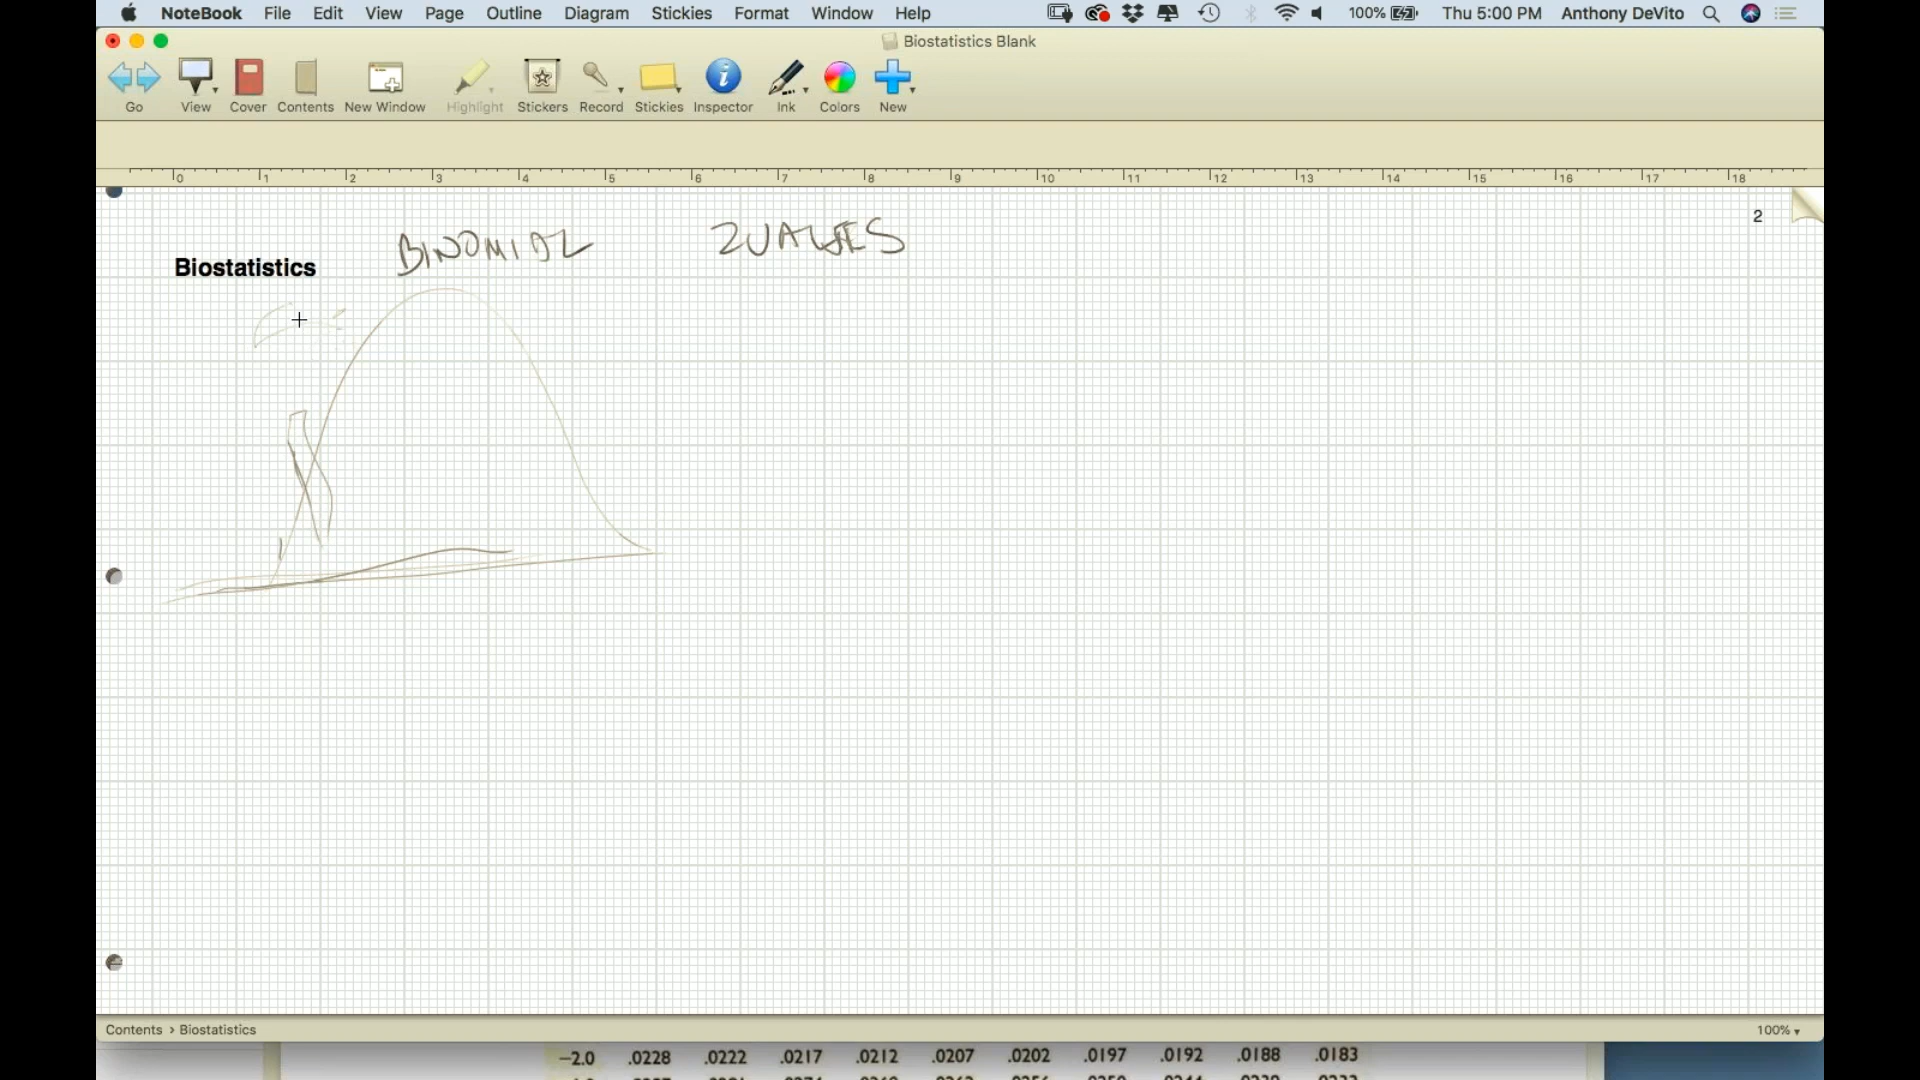 NoteBook File Edit View Page Outline Diagram Stickies Format Window Help 100% Thu 5:00 PM Anthony DeVito
Biostatistics Blank
Go View Cover Contents New Window Highlight Stickers Record Stickies Inspector Ink Colors New
0 1 2 3 4 5 6 7 8 9 10 11 12 13 14 15 16 17 18
2
BINOMIAL ZVALUES
Biostatistics
Contents › Biostatistics 100%
−2.0 .0228 .0222 .0217 .0212 .0207 .0202 .0197 .0192 .0188 .0183